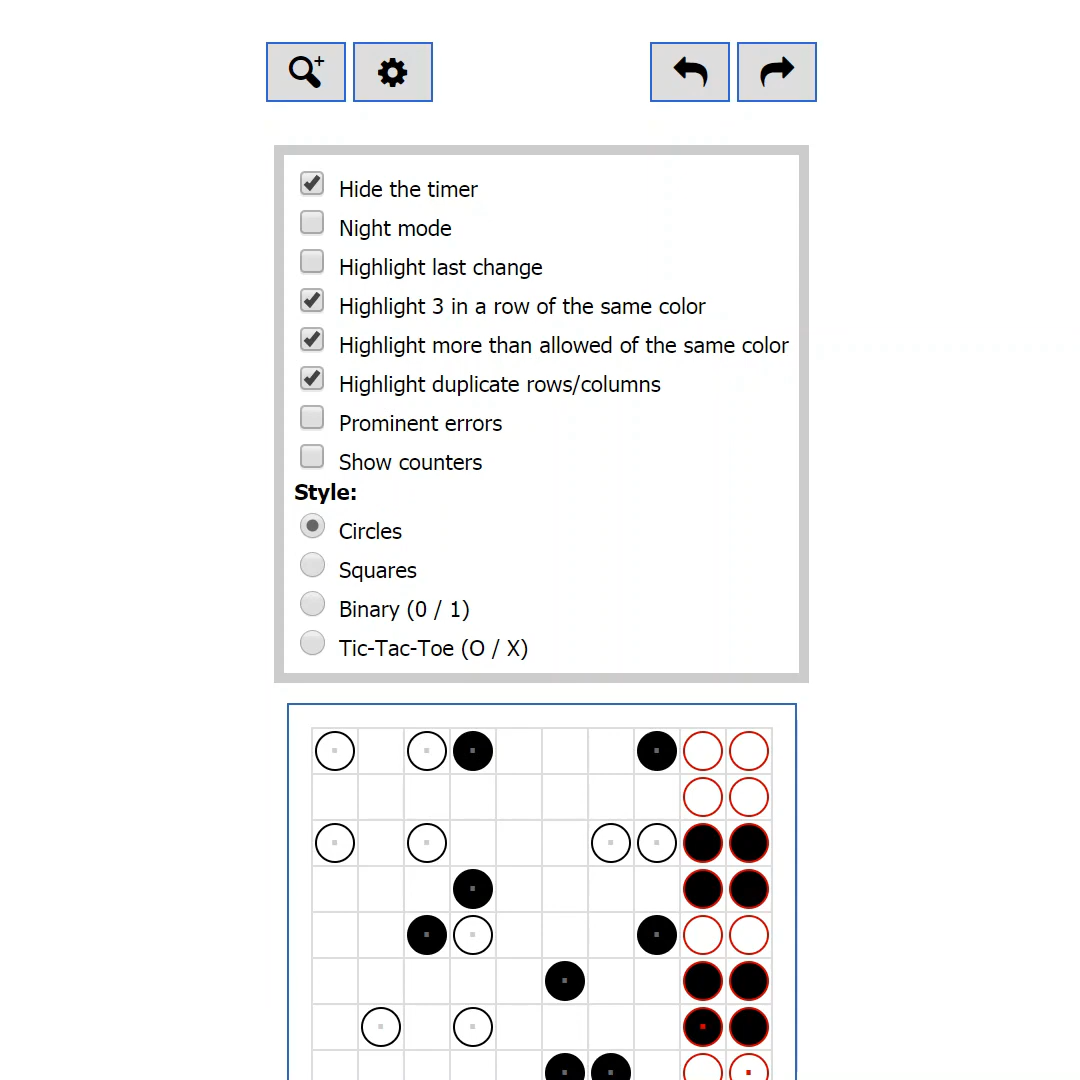 Hide the timer
Night mode
Highlight last change
Highlight 3 in a row of the same color
Highlight more than allowed of the same color
Highlight duplicate rows/columns
Prominent errors
Show counters
Style:
Circles
Squares
Binary (0 / 1)
Tic-Tac-Toe (O / X)